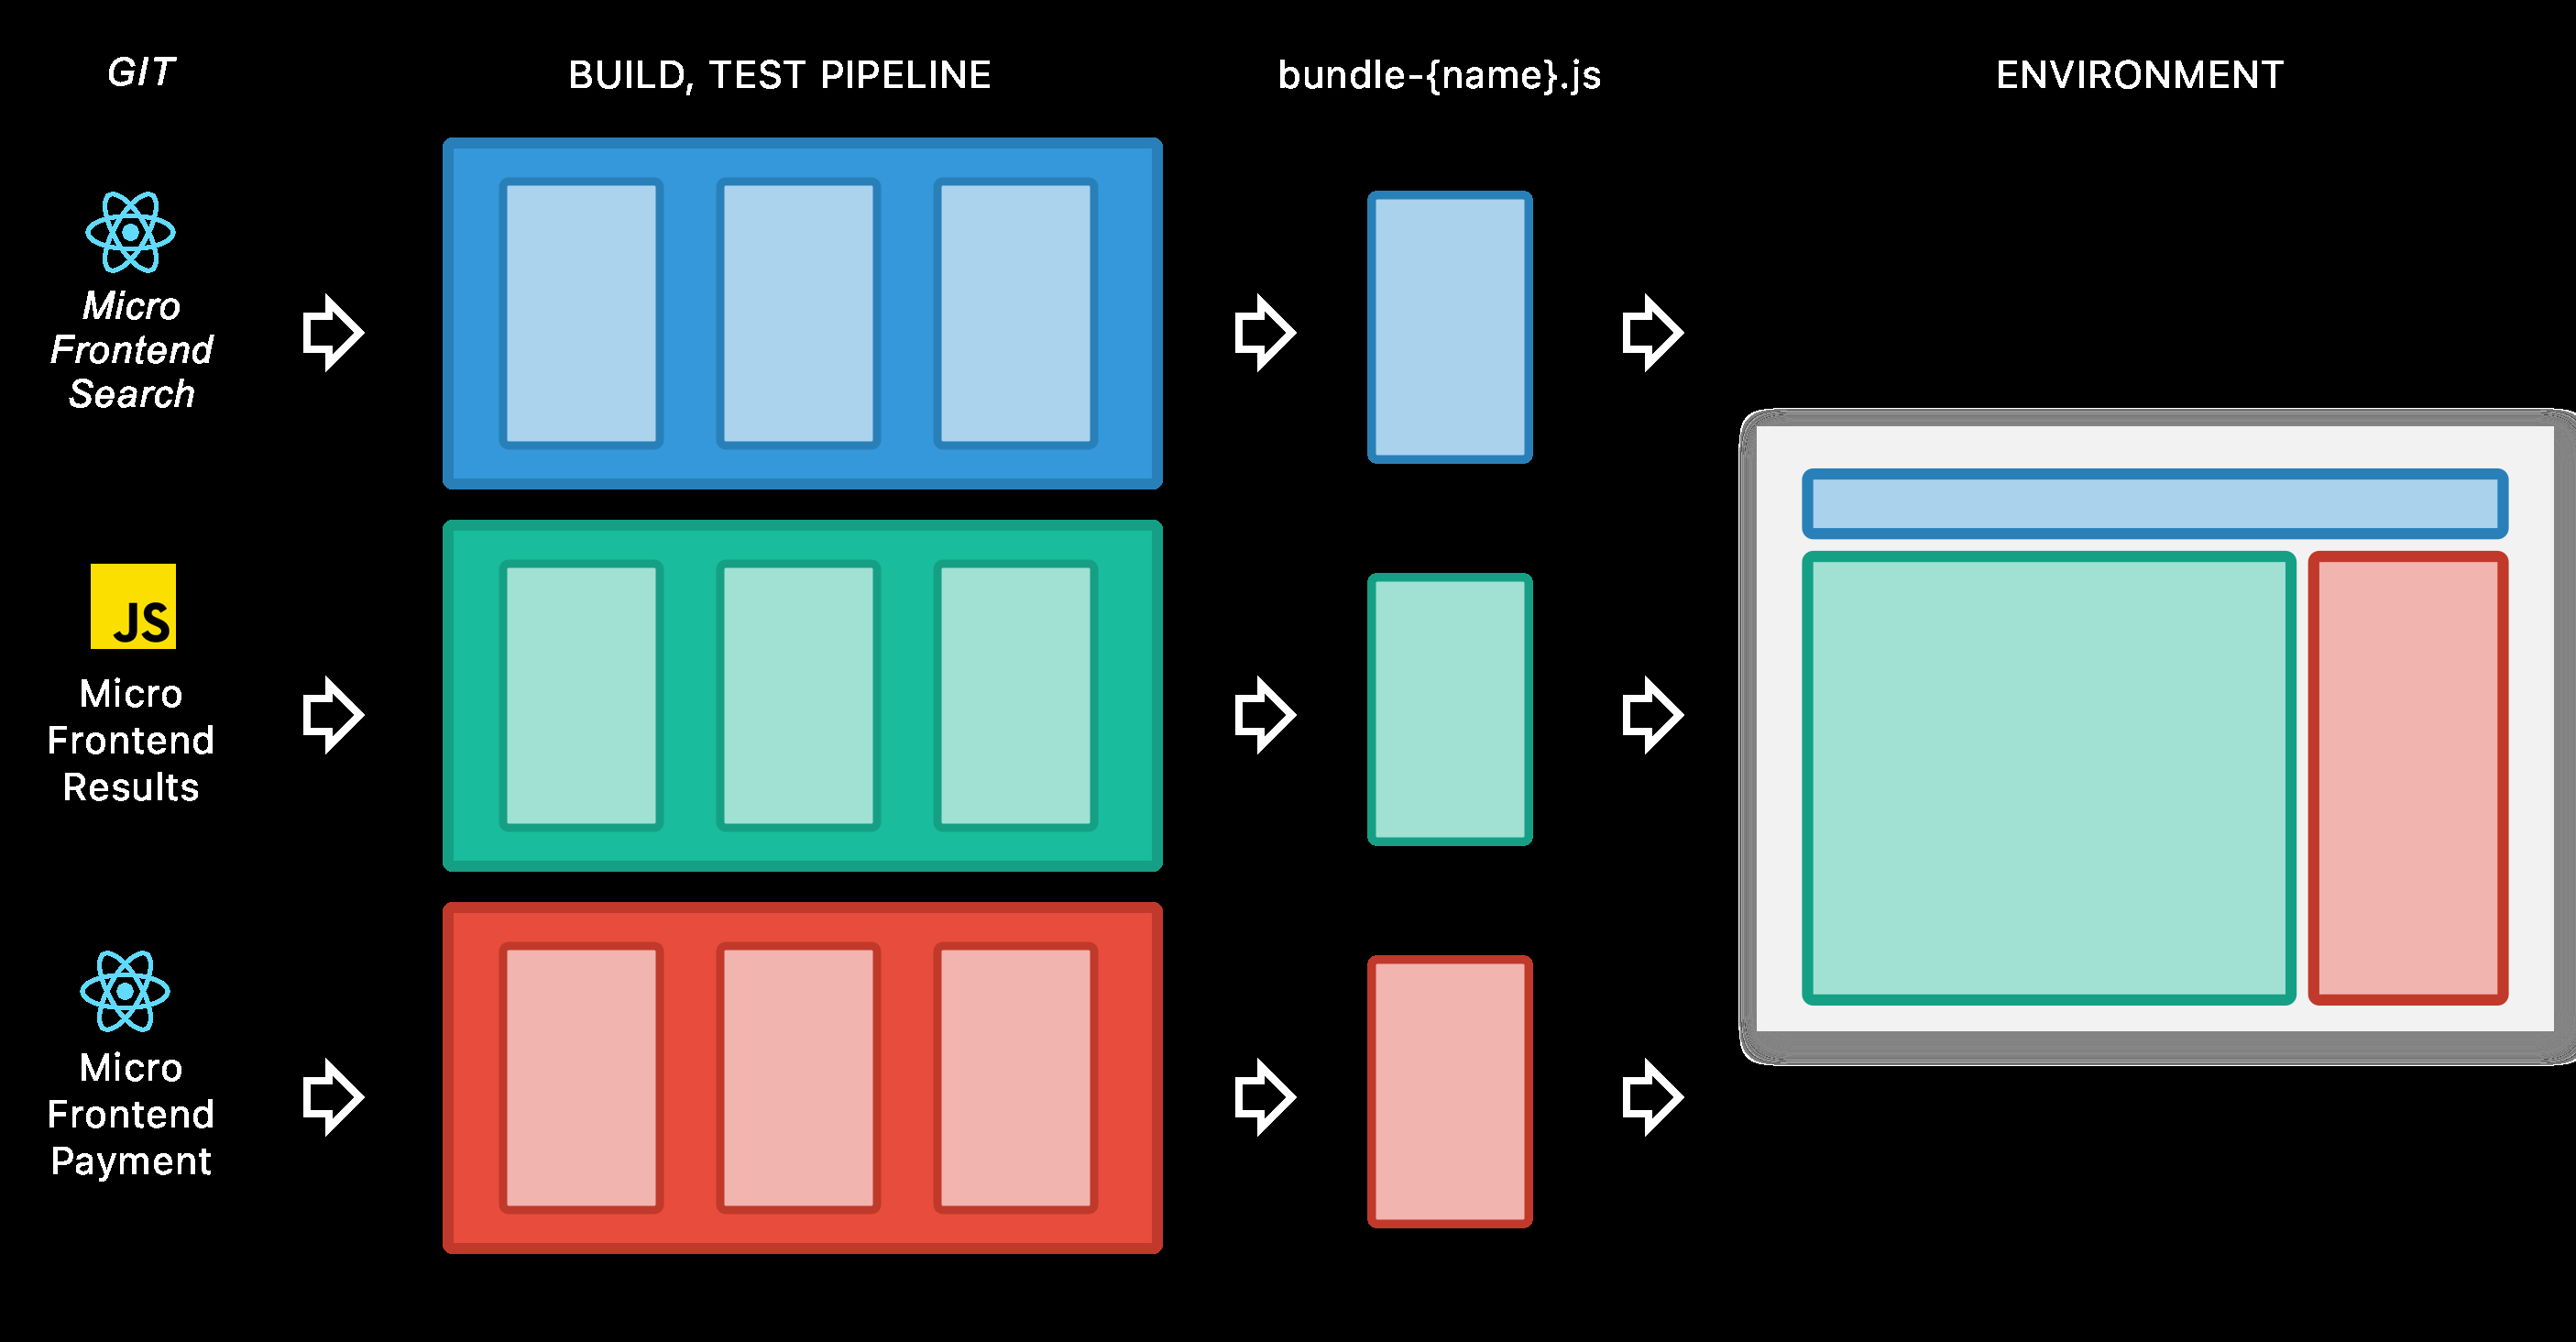 GIT
BUILD, TEST PIPELINE
bundle-{name}.js
ENVIRONMENT
Micro
Frontend
Search
JS
Micro
Frontend
Results
Micro
Frontend
Payment